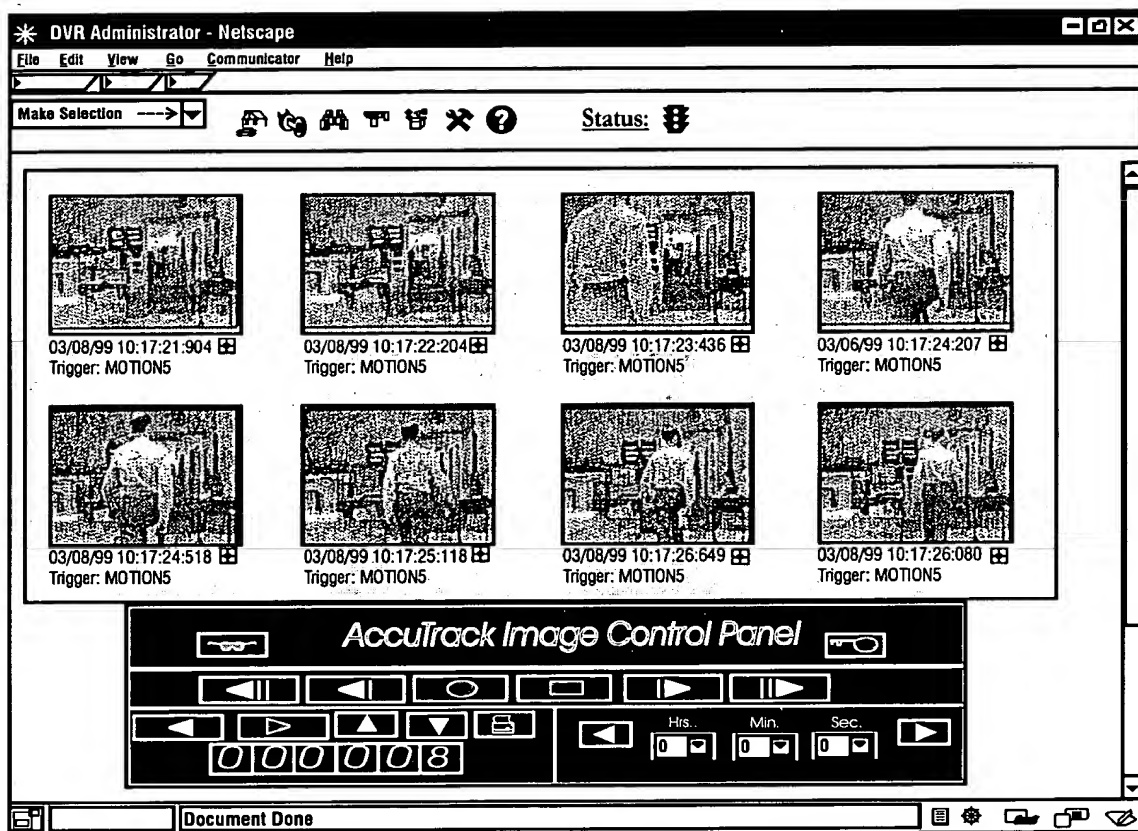 DVR Administrator - Netscape
File Edit View Go Communicator Help
Make Selection ---->
Status:
03/08/99 10:17:21:904
Trigger: MOTION5
03/08/99 10:17:22:204
Trigger: MOTION5
03/08/99 10:17:23:436
Trigger: MOTION5
03/06/99 10:17:24:207
Trigger: MOTION5
03/08/99 10:17:24:518
Trigger: MOTION5
03/08/99 10:17:25:118
Trigger: MOTION5
03/08/99 10:17:26:649
Trigger: MOTION5
03/08/99 10:17:26:080
Trigger: MOTION5
AccuTrack Image Control Panel
Hrs.. Min. Sec.
0 0 0
000008
Document Done